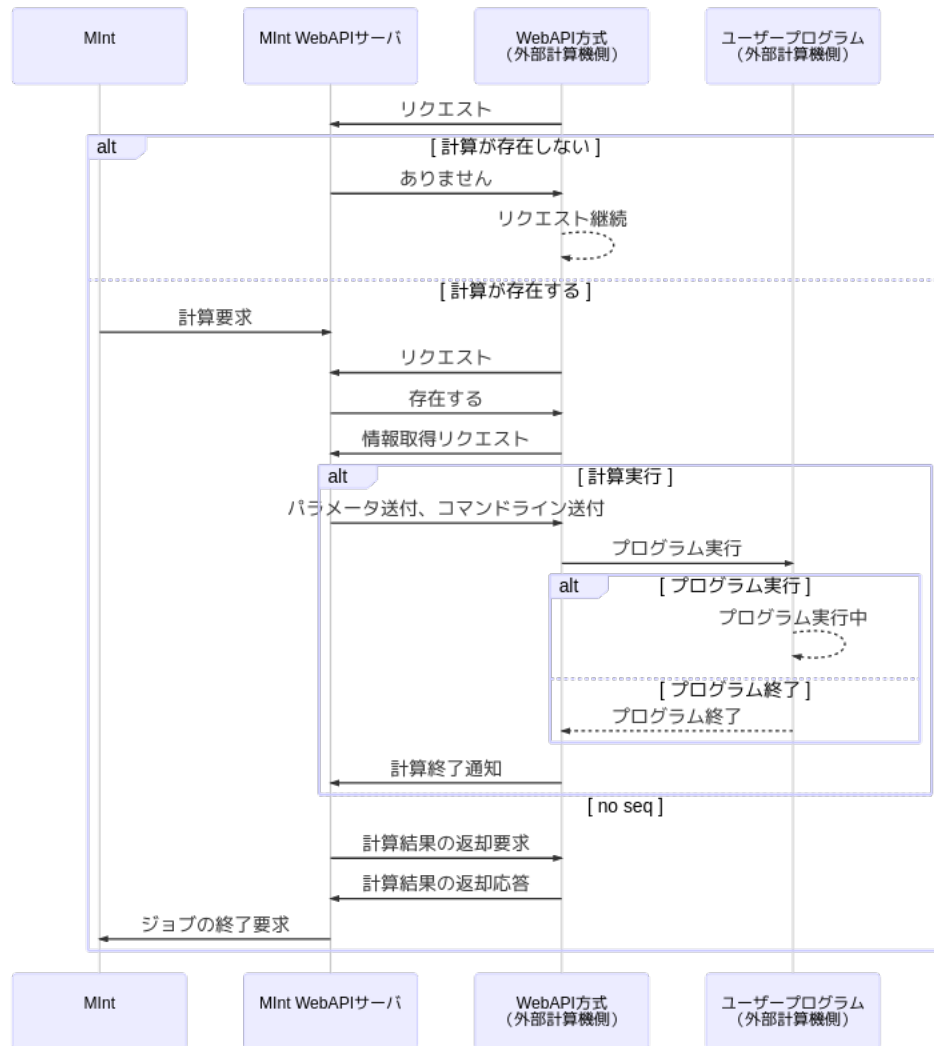 MInt
MInt WebAPIサーバ
WebAPI方式
(外部計算機側)
ユーザープログラム
(外部計算機側)
リクエスト
alt
[ 計算が存在しない ]
ありません
リクエスト継続
[ 計算が存在する ]
計算要求
リクエスト
存在する
情報取得リクエスト
alt
[ 計算実行 ]
パラメータ送付、コマンドライン送付
プログラム実行
alt
[ プログラム実行 ]
プログラム実行中
[ プログラム終了 ]
プログラム終了
計算終了通知
[ no seq ]
計算結果の返却要求
計算結果の返却応答
ジョブの終了要求
MInt
MInt WebAPIサーバ
WebAPI方式
(外部計算機側)
ユーザープログラム
(外部計算機側)